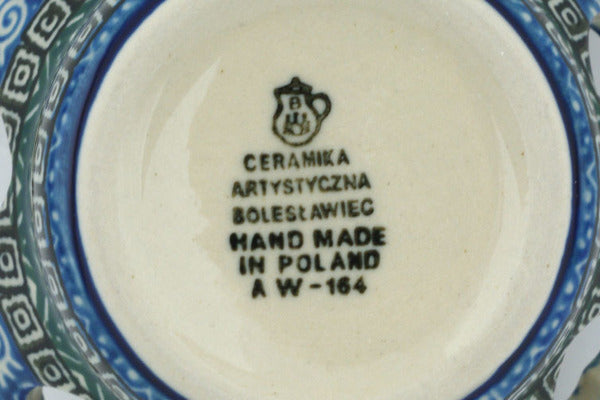 B
CERAMIKA
ARTYSTYCZNA
BOLESŁAWIEC
HAND MADE
IN POLAND
A W-164